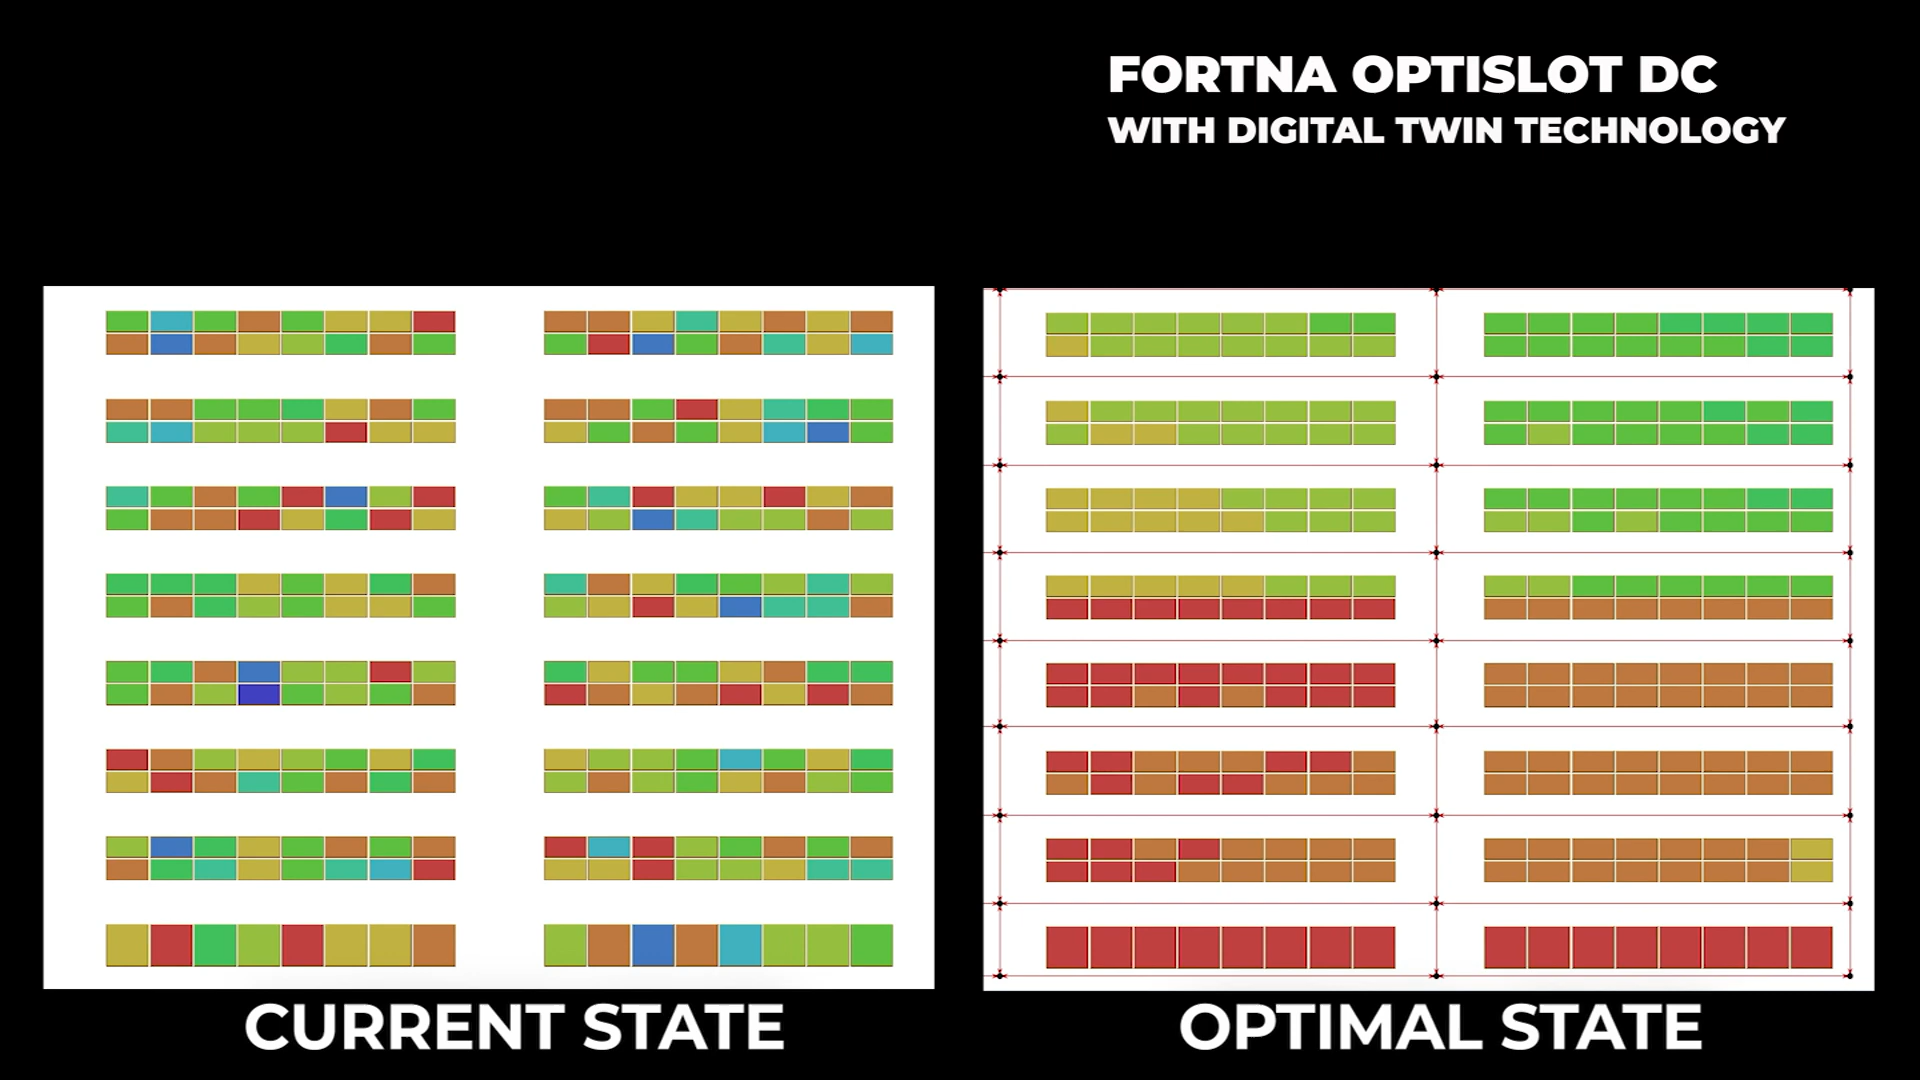 FORTNA OPTISLOT DC
WITH DIGITAL TWIN TECHNOLOGY
CURRENT STATE
OPTIMAL STATE